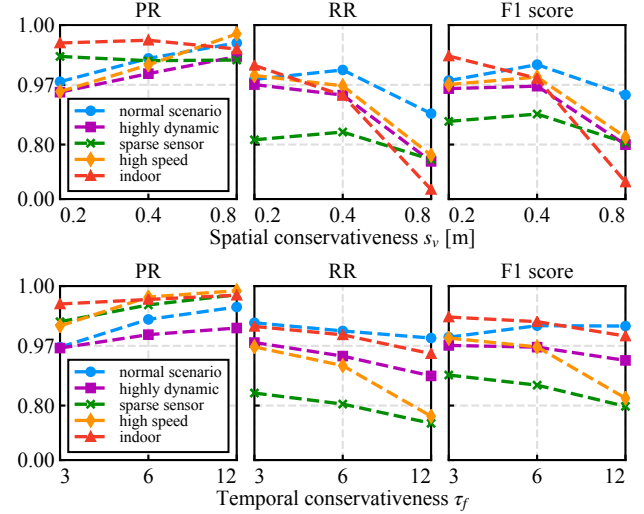 PR RR F1 score
1.00
0.97
0.80
0.00
normal scenario
highly dynamic
sparse sensor
high speed
indoor
0.2 0.4 0.8 0.2 0.4 0.8 0.2 0.4 0.8
Spatial conservativeness s_v [m]
PR RR F1 score
1.00
0.97
0.80
0.00
normal scenario
highly dynamic
sparse sensor
high speed
indoor
3 6 12 3 6 12 3 6 12
Temporal conservativeness τ_f